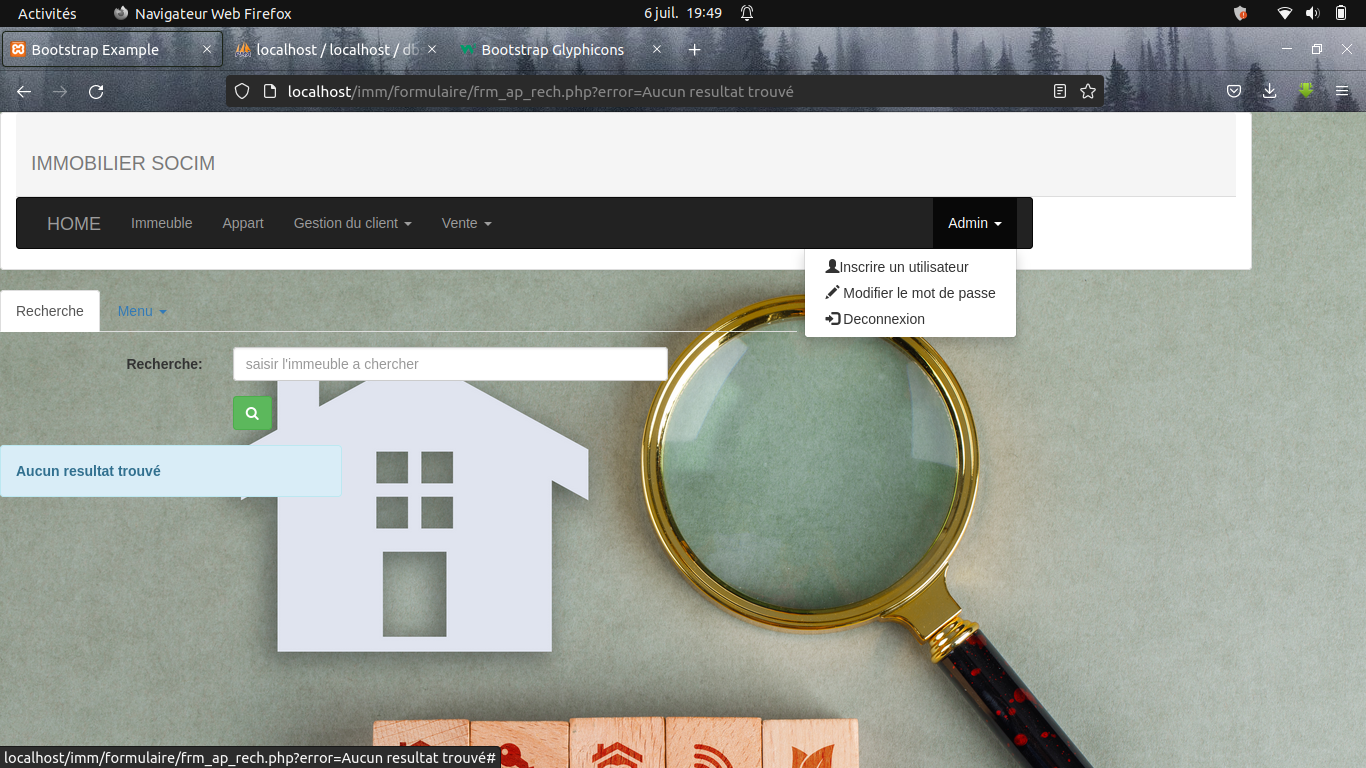 Activités Navigateur Web Firefox 6 juil. 19:49
Bootstrap Example localhost / localhost / db Bootstrap Glyphicons
localhost/imm/formulaire/frm_ap_rech.php?error=Aucun resultat trouvé
IMMOBILIER SOCIM
HOME Immeuble Appart Gestion du client Vente Admin
Inscrire un utilisateur
Modifier le mot de passe
Deconnexion
Recherche Menu
Recherche: saisir l'immeuble a chercher
Aucun resultat trouvé
localhost/imm/formulaire/frm_ap_rech.php?error=Aucun resultat trouvé#